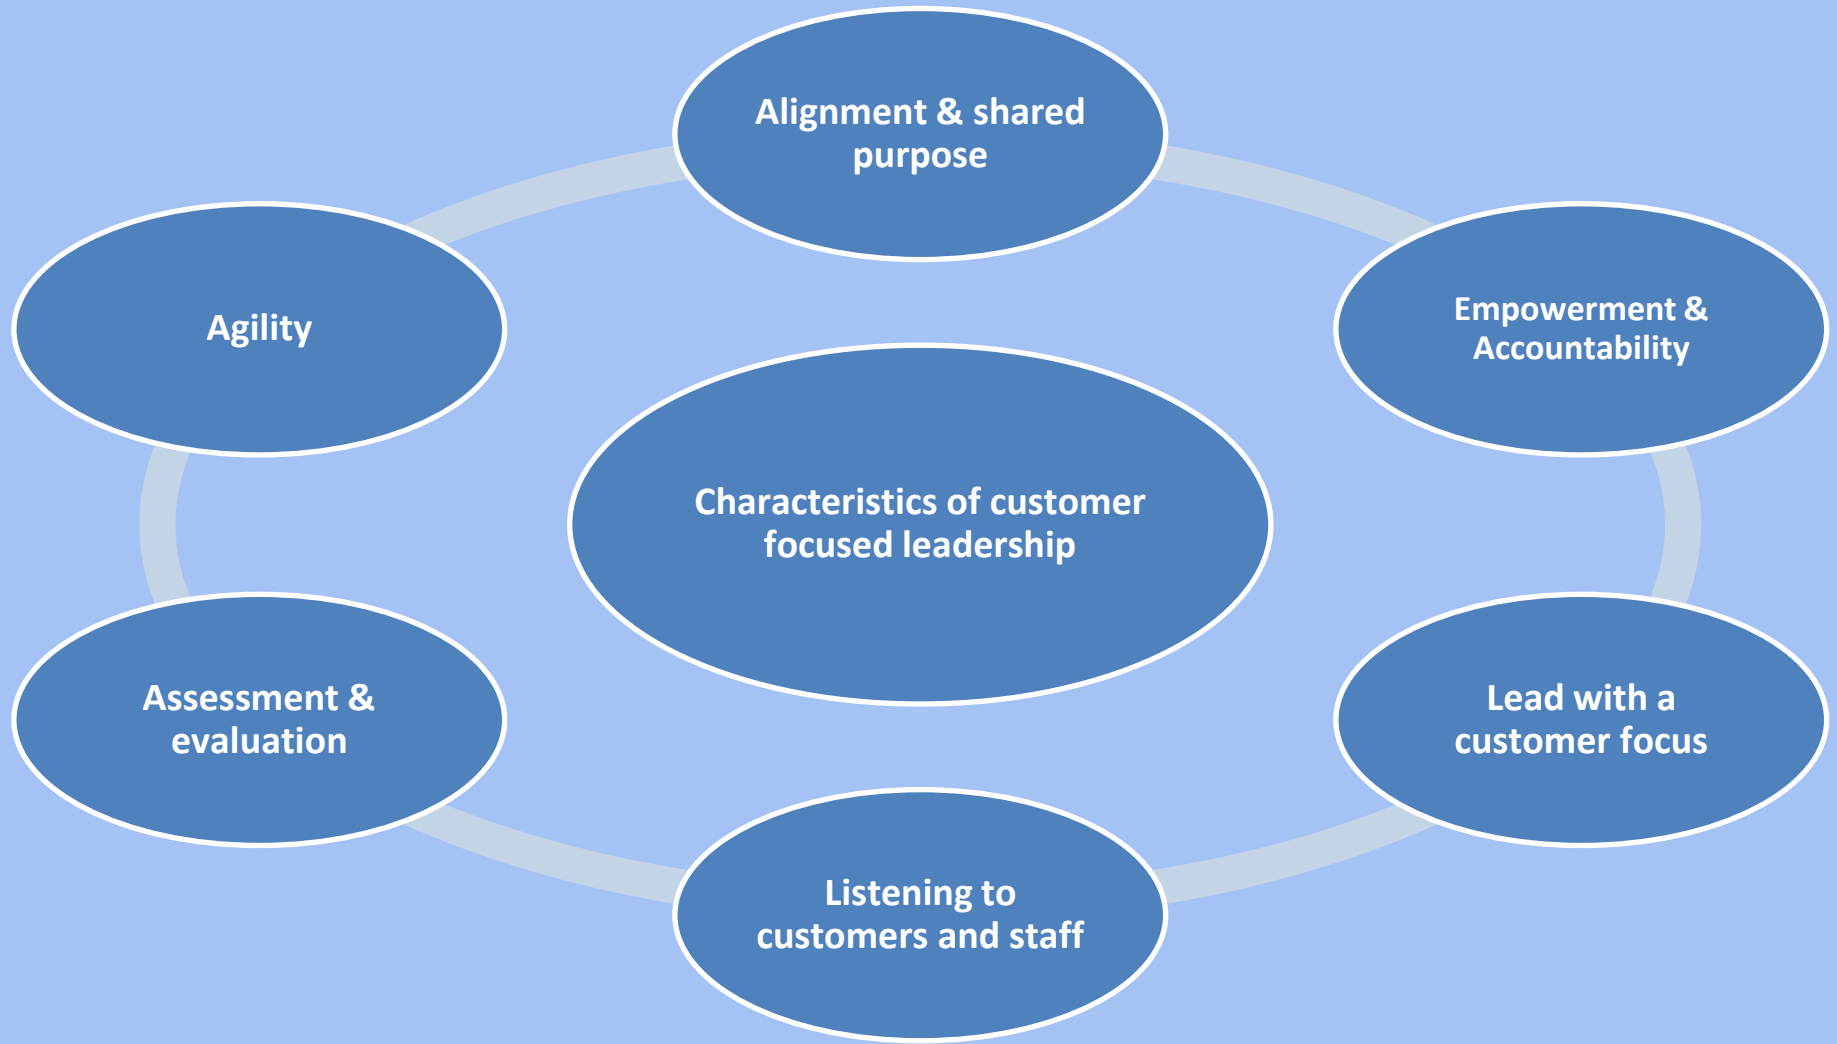 Alignment & shared
purpose
Empowerment &
Accountability
Lead with a
customer focus
Listening to
customers and staff
Assessment &
evaluation
Agility
Characteristics of customer
focused leadership